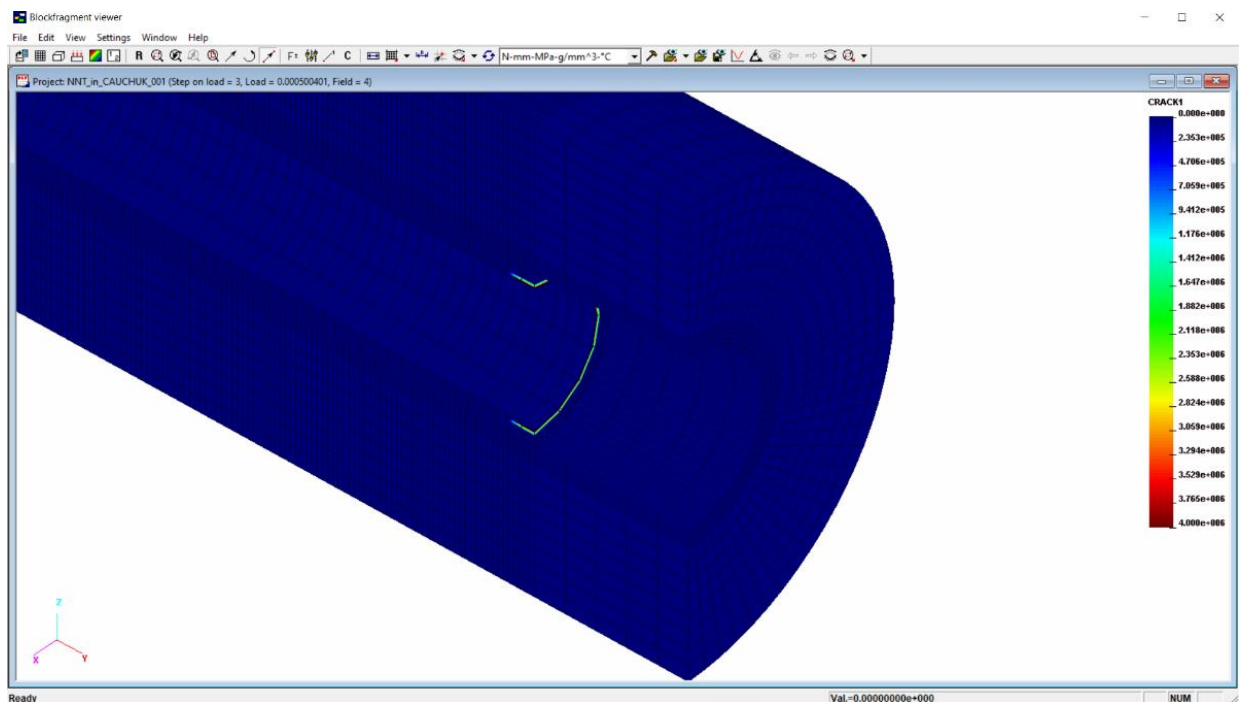 Blockfragment viewer
File Edit View Settings Window Help
R F± C N-mm-MPa-g/mm^3-°C
Project: NNT_in_CAUCHUK_001 (Step on load = 3, Load = 0.000500401, Field = 4)
CRACK1
0.000e+000
2.353e+005
4.706e+005
7.059e+005
9.412e+005
1.176e+006
1.412e+006
1.647e+006
1.882e+006
2.118e+006
2.353e+006
2.588e+006
2.824e+006
3.059e+006
3.294e+006
3.529e+006
3.765e+006
4.000e+006
Z
X Y
Ready Val.=0.00000000e+000 NUM